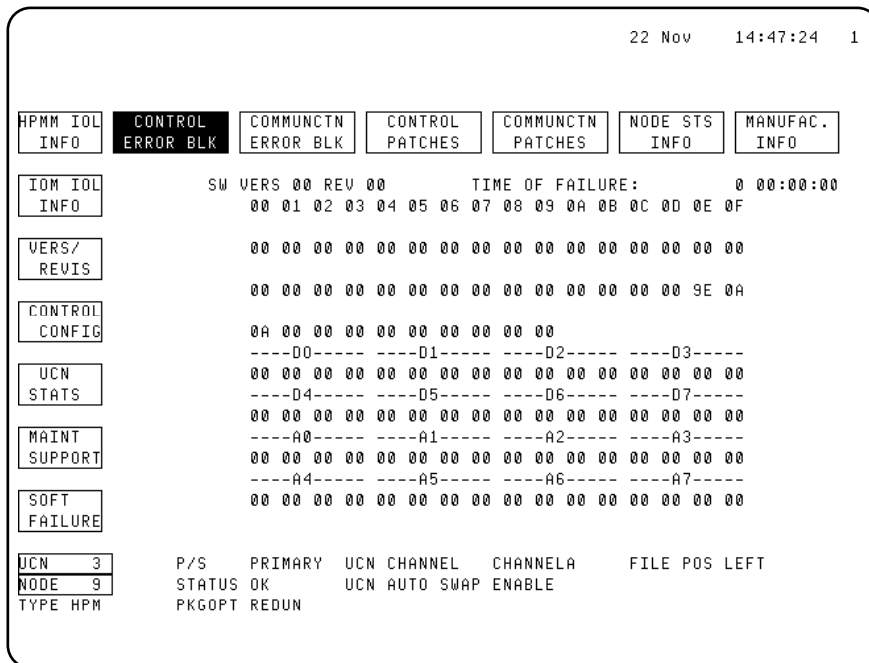 22 Nov 14:47:24 1
HPMM IOL INFO CONTROL ERROR BLK COMMUNCTN ERROR BLK CONTROL PATCHES COMMUNCTN PATCHES NODE STS INFO MANUFAC. INFO
IOM IOL INFO
SW VERS 00 REV 00 TIME OF FAILURE: 0 00:00:00
00 01 02 03 04 05 06 07 08 09 0A 0B 0C 0D 0E 0F
VERS/ REVIS
00 00 00 00 00 00 00 00 00 00 00 00 00 00 00 00
00 00 00 00 00 00 00 00 00 00 00 00 00 00 9E 0A
CONTROL CONFIG
0A 00 00 00 00 00 00 00 00 00
----D0----- ----D1----- ----D2----- ----D3-----
UCN STATS
00 00 00 00 00 00 00 00 00 00 00 00 00 00 00 00
----D4----- ----D5----- ----D6----- ----D7-----
00 00 00 00 00 00 00 00 00 00 00 00 00 00 00 00
MAINT SUPPORT
----A0----- ----A1----- ----A2----- ----A3-----
00 00 00 00 00 00 00 00 00 00 00 00 00 00 00 00
----A4----- ----A5----- ----A6----- ----A7-----
SOFT FAILURE
00 00 00 00 00 00 00 00 00 00 00 00 00 00 00 00
UCN 3 P/S PRIMARY UCN CHANNEL CHANNELA FILE POS LEFT
NODE 9 STATUS OK UCN AUTO SWAP ENABLE
TYPE HPM PKGOPT REDUN